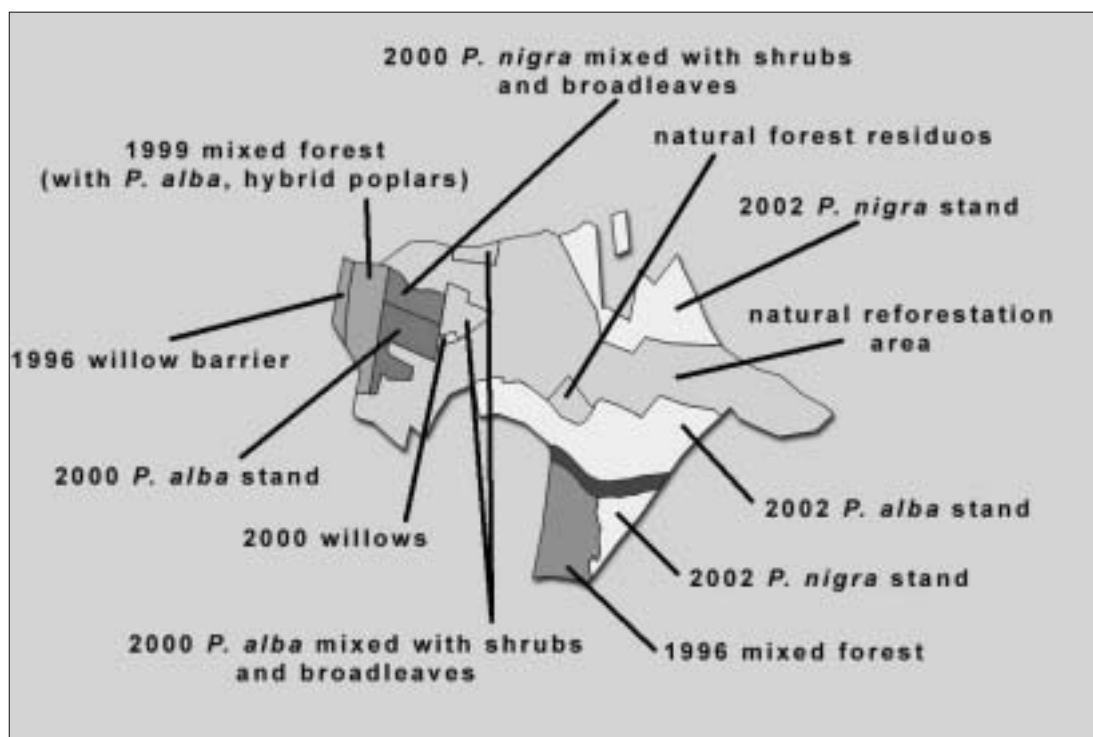 2000 P. nigra mixed with shrubs
and broadleaves
natural forest residuos
1999 mixed forest
(with P. alba, hybrid poplars)
2002 P. nigra stand
natural reforestation
area
1996 willow barrier
2000 P. alba stand
2002 P. alba stand
2000 willows
2002 P. nigra stand
2000 P. alba mixed with shrubs
and broadleaves
1996 mixed forest